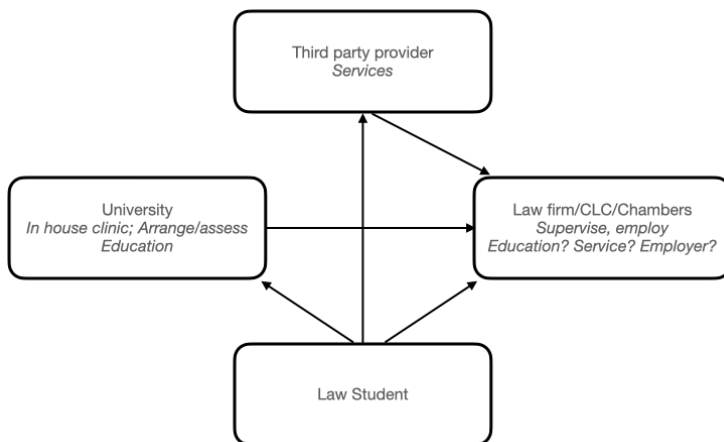 Third party provider
Services
University
In house clinic; Arrange/assess
Education
Law firm/CLC/Chambers
Supervise, employ
Education? Service? Employer?
Law Student